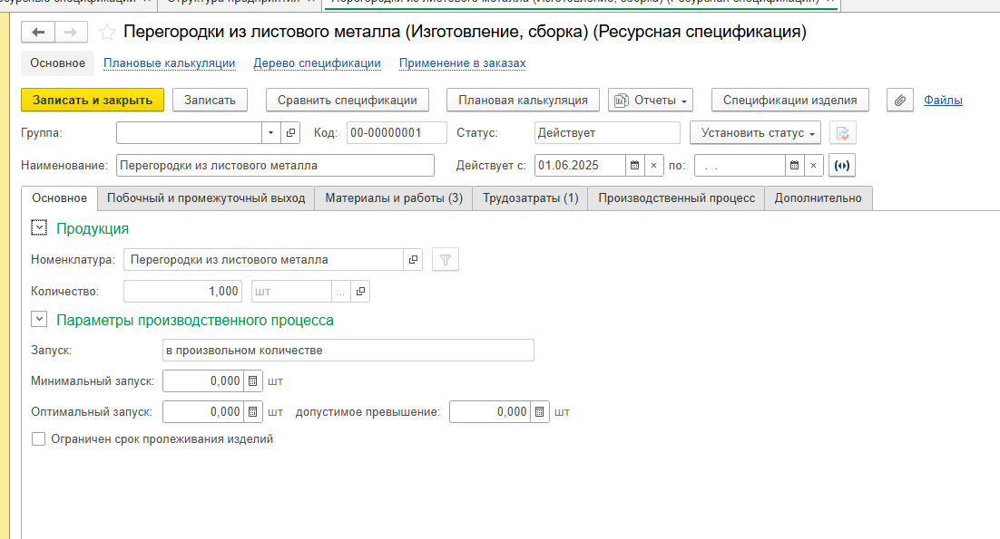 Перегородки из листового металла (Изготовление, сборка) (Ресурсная спецификация)
Основное Плановые калькуляции Дерево спецификации Применение в заказах
Записать и закрыть Записать Сравнить спецификации Плановая калькуляция Отчеты Спецификации изделия Файлы
Группа: Код: 00-00000001 Статус: Действует Установить статус
Наименование: Перегородки из листового металла Действует с: 01.06.2025 по: . .
Основное Побочный и промежуточный выход Материалы и работы (3) Трудозатраты (1) Производственный процесс Дополнительно
Продукция
Номенклатура: Перегородки из листового металла
Количество: 1,000 шт ...
Параметры производственного процесса
Запуск: в произвольном количестве
Минимальный запуск: 0,000 шт
Оптимальный запуск: 0,000 шт допустимое превышение: 0,000 шт
Ограничен срок пролеживания изделий